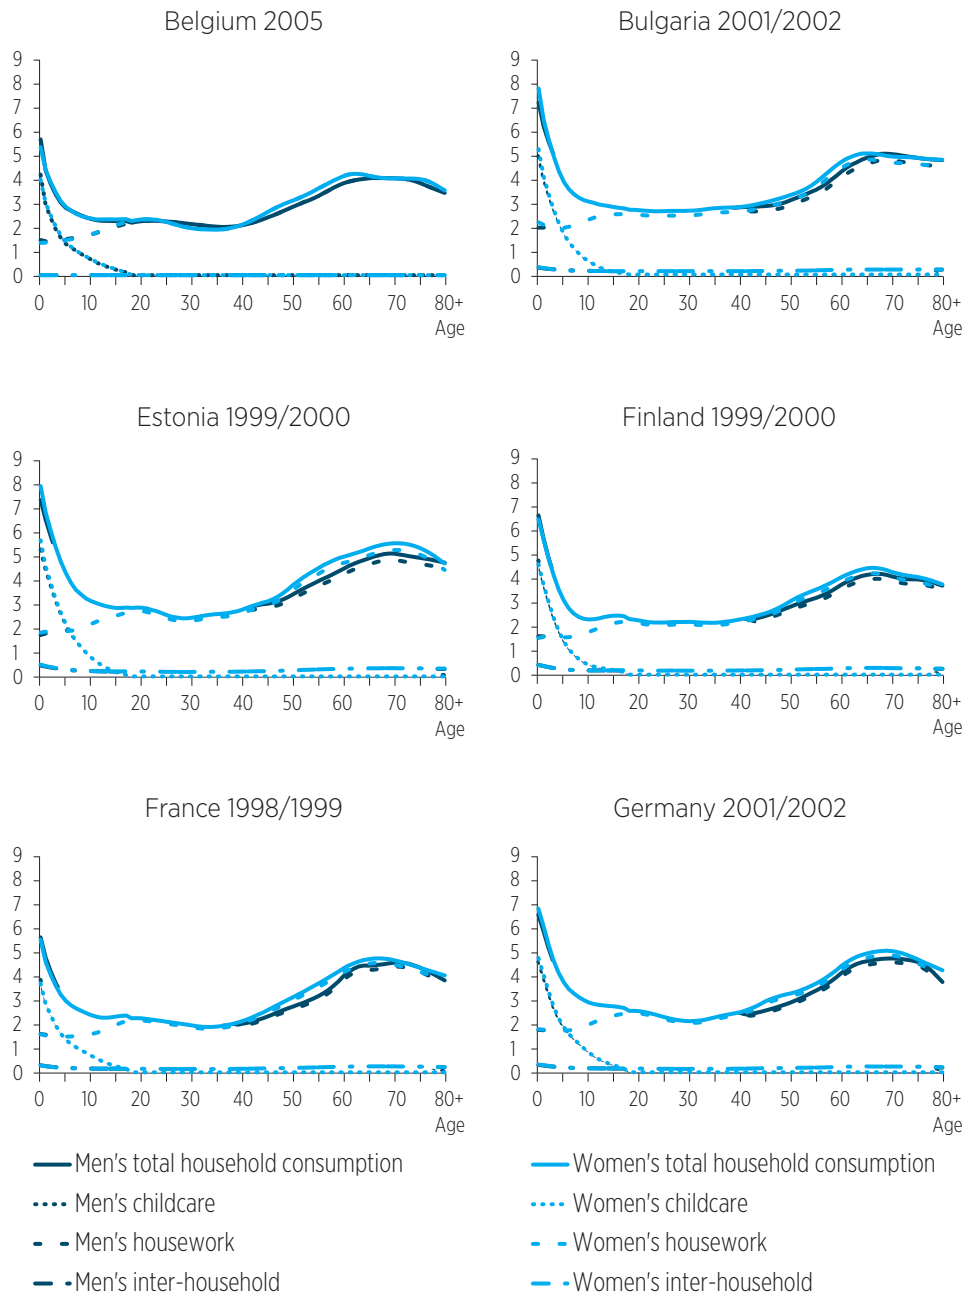 Belgium 2005
Bulgaria 2001/2002
9
8
7
6
5
4
3
2
1
0
0 10 20 30 40 50 60 70 80+
Age
9
8
7
6
5
4
3
2
1
0
0 10 20 30 40 50 60 70 80+
Age
Estonia 1999/2000
Finland 1999/2000
9
8
7
6
5
4
3
2
1
0
0 10 20 30 40 50 60 70 80+
Age
9
8
7
6
5
4
3
2
1
0
0 10 20 30 40 50 60 70 80+
Age
France 1998/1999
Germany 2001/2002
9
8
7
6
5
4
3
2
1
0
0 10 20 30 40 50 60 70 80+
Age
9
8
7
6
5
4
3
2
1
0
0 10 20 30 40 50 60 70 80+
Age
Men's total household consumption
Men's childcare
Men's housework
Men's inter-household
Women's total household consumption
Women's childcare
Women's housework
Women's inter-household